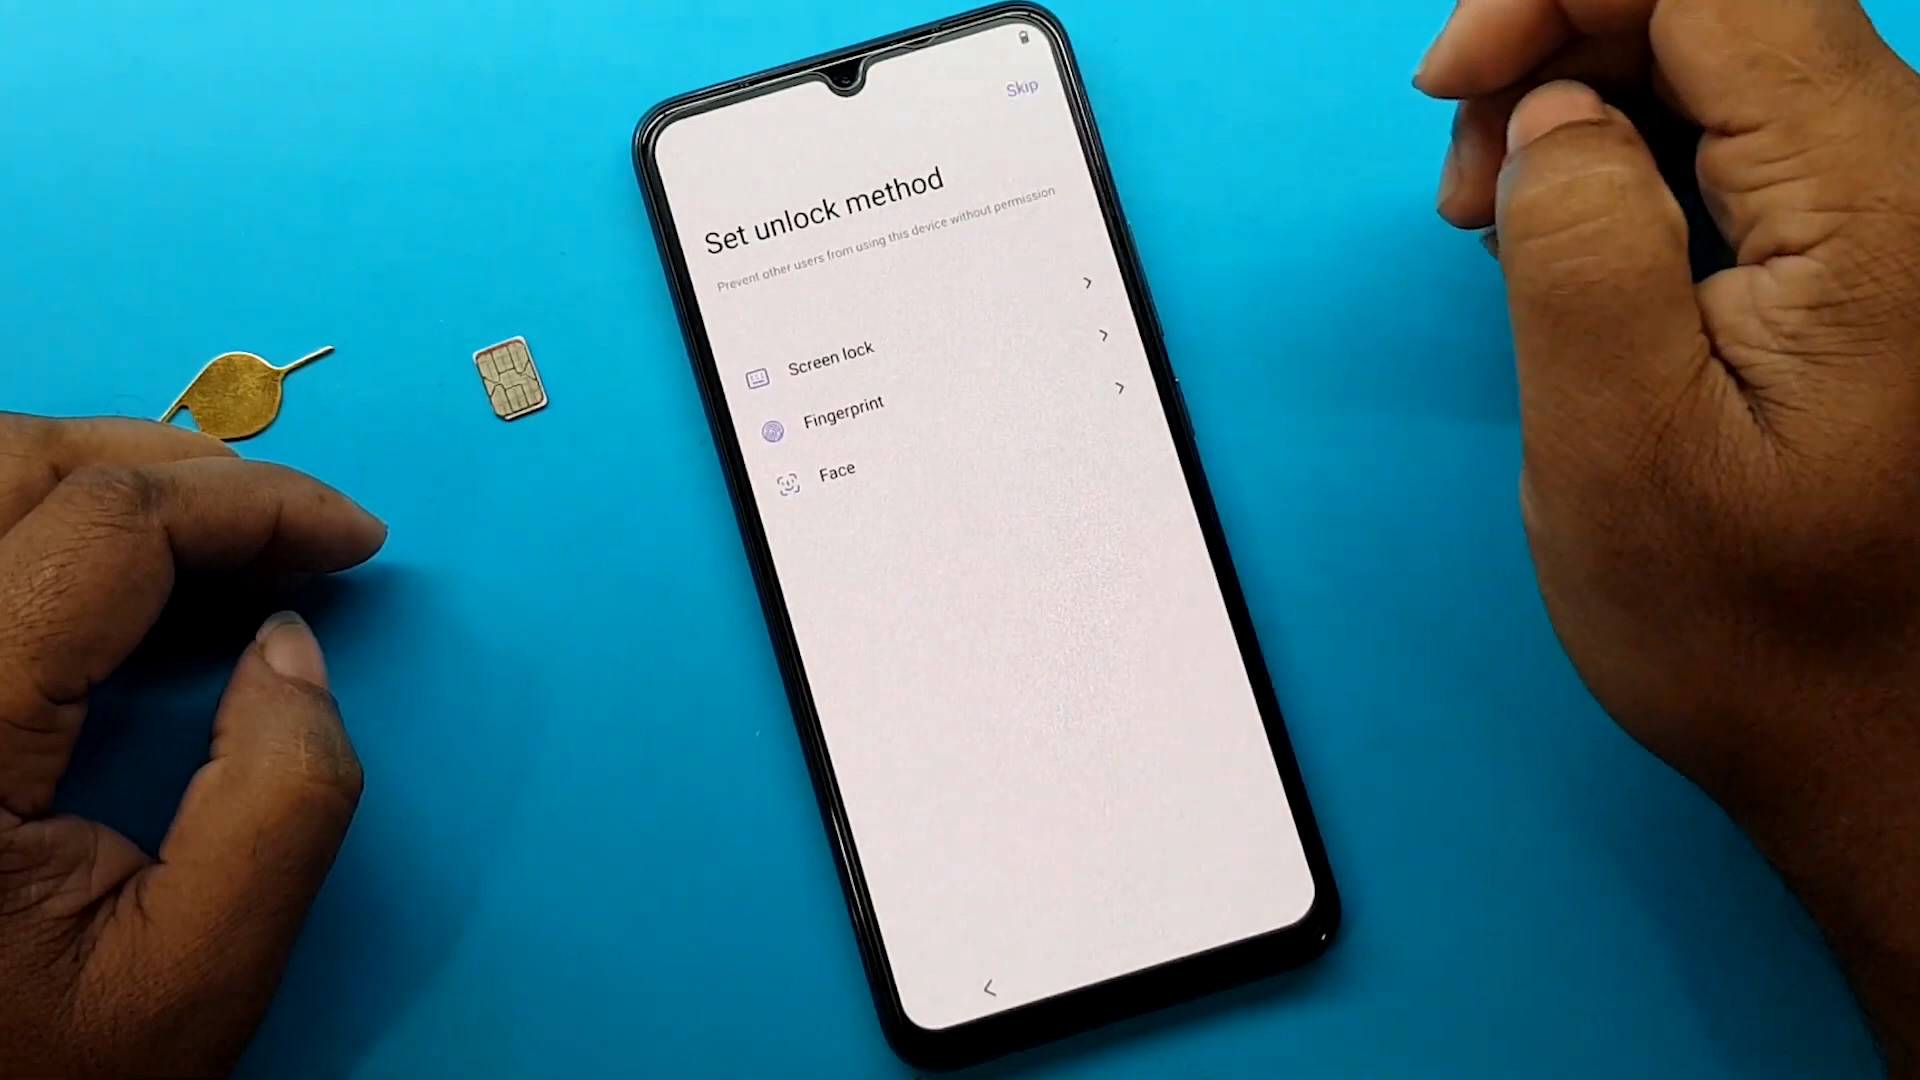 Skip
Set unlock method
Prevent other users from using this device without permission
Screen lock
Fingerprint
Face